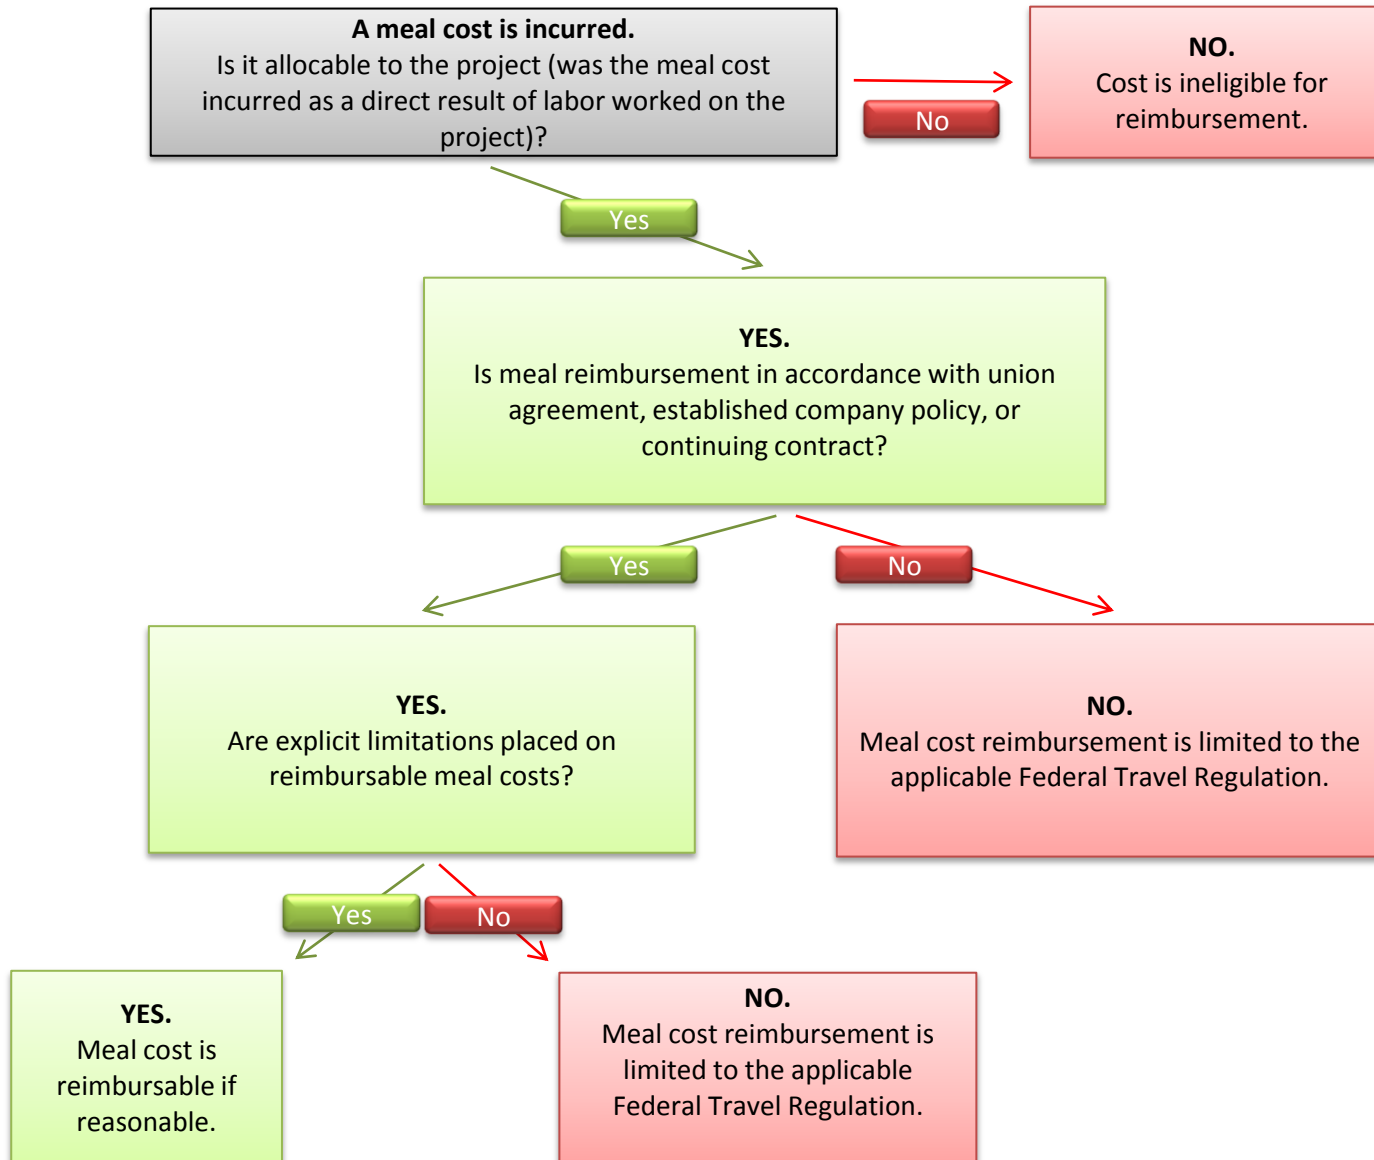 A meal cost is incurred.
Is it allocable to the project (was the meal cost
incurred as a direct result of labor worked on the
project)?
No
NO.
Cost is ineligible for
reimbursement.
Yes
YES.
Is meal reimbursement in accordance with union
agreement, established company policy, or
continuing contract?
Yes
No
YES.
Are explicit limitations placed on
reimbursable meal costs?
NO.
Meal cost reimbursement is limited to the
applicable Federal Travel Regulation.
Yes
No
YES.
Meal cost is
reimbursable if
reasonable.
NO.
Meal cost reimbursement is
limited to the applicable
Federal Travel Regulation.